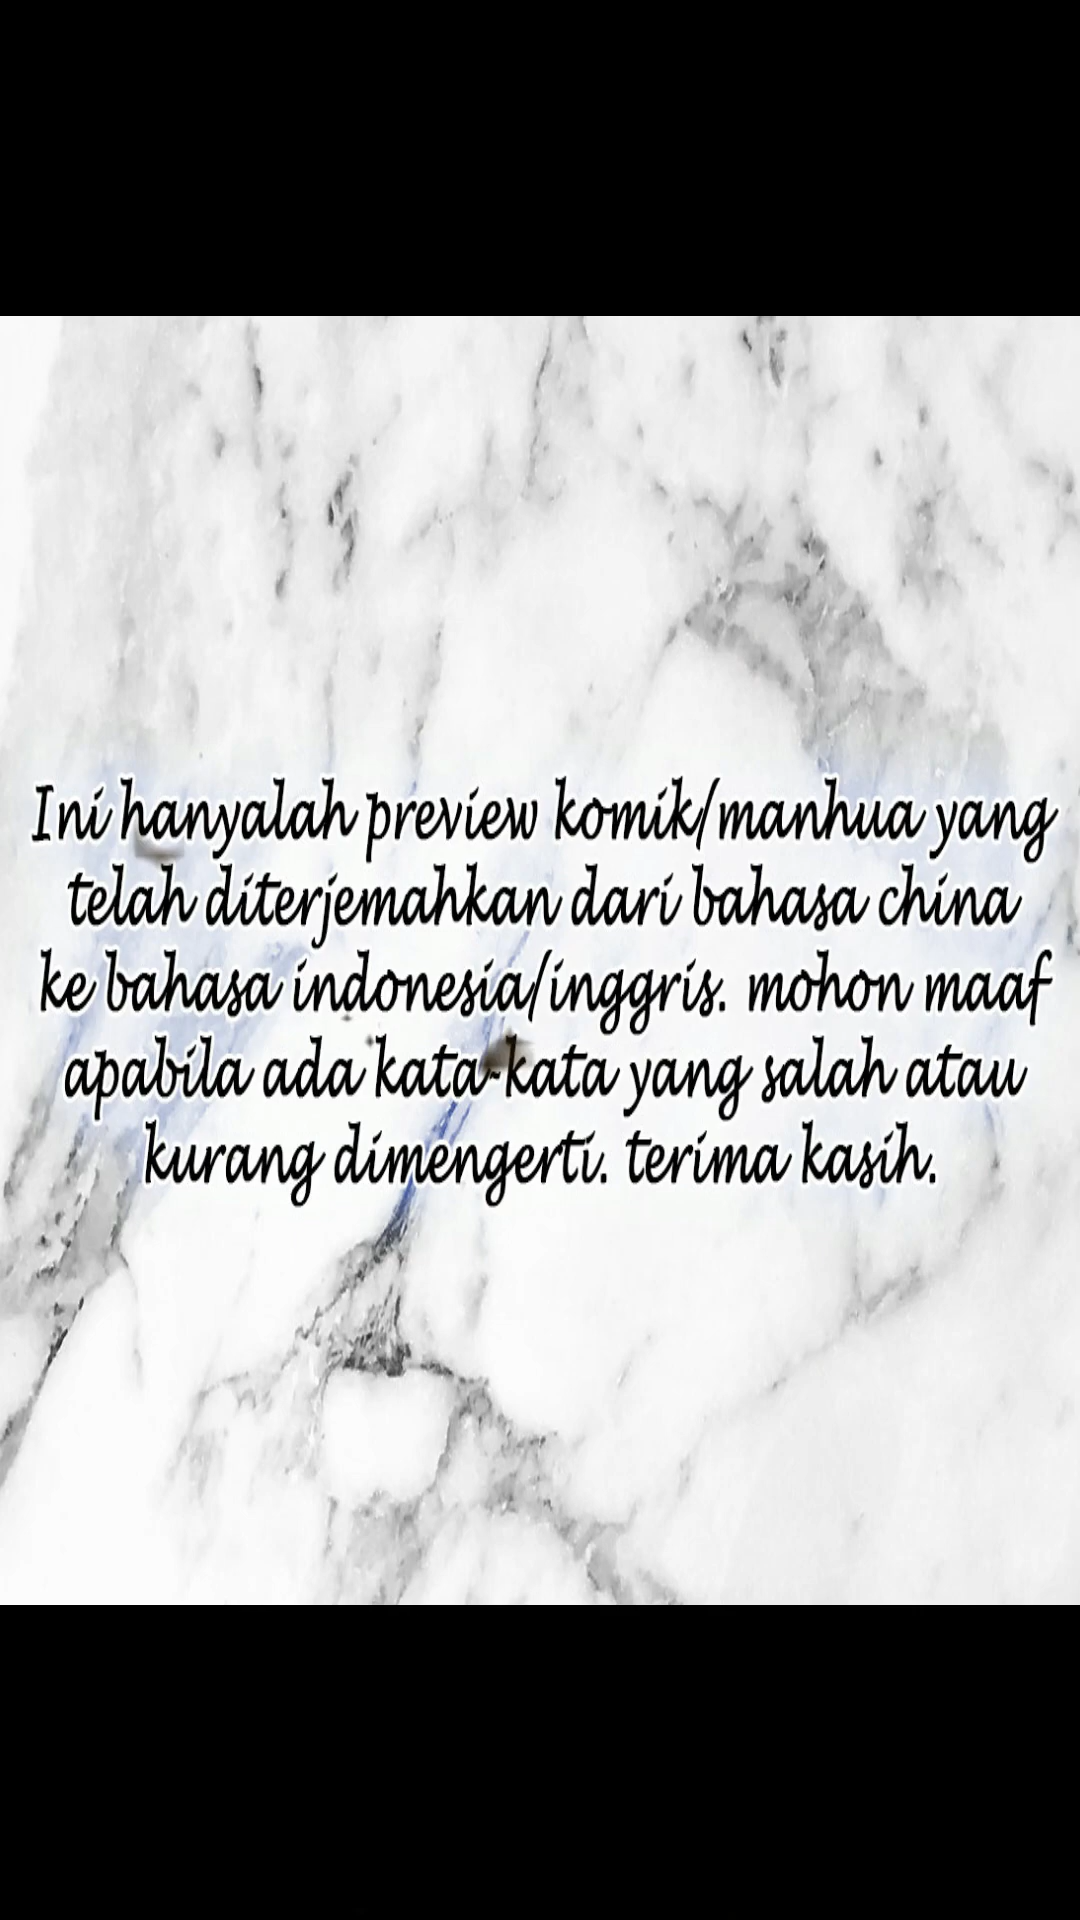 Ini hanyalah preview komik/manhua yang
telah diterjemahkan dari bahasa china
ke bahasa indonesia/inggris. mohon maaf
apabila ada kata-kata yang salah atau
kurang dimengerti. terima kasih.